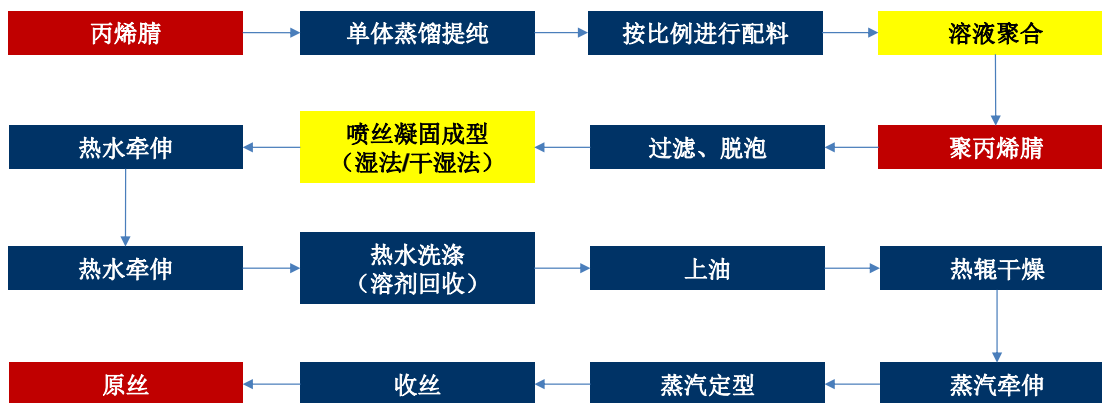 丙烯腈
单体蒸馏提纯
按比例进行配料
溶液聚合
热水牵伸
喷丝凝固成型
（湿法/干湿法）
过滤、脱泡
聚丙烯腈
热水牵伸
热水洗涤
（溶剂回收）
上油
热辊干燥
原丝
收丝
蒸汽定型
蒸汽牵伸